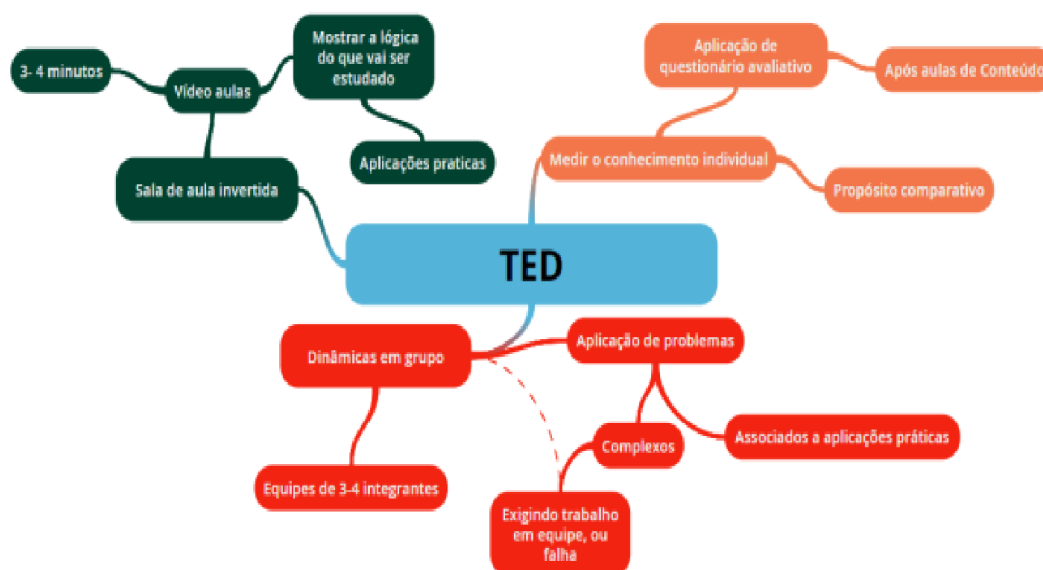 Mostrar a lógica
do que vai ser
estudado
3- 4 minutos
Vídeo aulas
Aplicações praticas
Sala de aula invertida
Aplicação de
questionário avaliativo
Após aulas de Conteúdo
Medir o conhecimento individual
Propósito comparativo
TED
Dinâmicas em grupo
Aplicação de problemas
Complexos
Associados a aplicações práticas
Equipes de 3-4 integrantes
Exigindo trabalho
em equipe, ou
falha